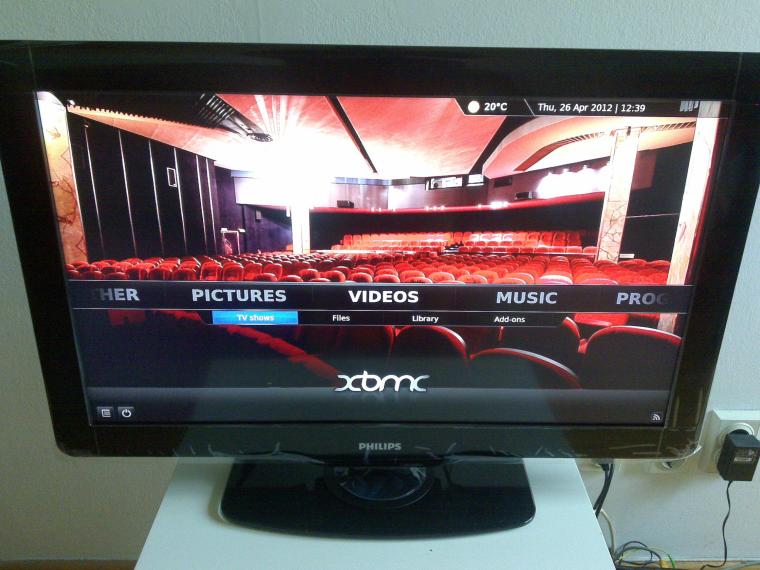 20°C Thu, 26 Apr 2012 | 12:39
HER PICTURES VIDEOS MUSIC PROG
TV shows Files Library Add-ons
xbmc
PHILIPS